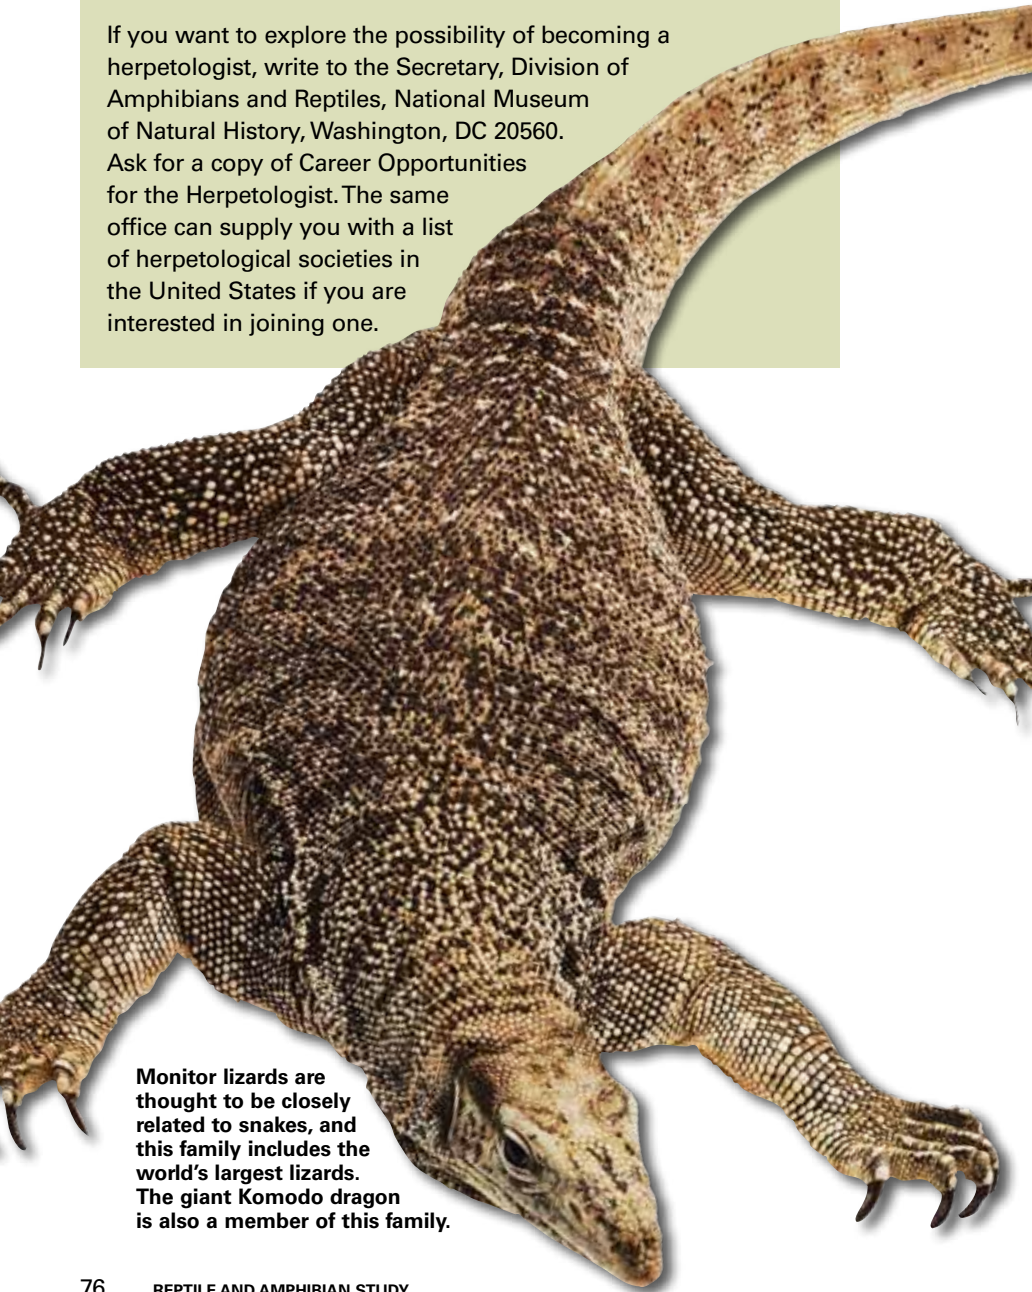 If you want to explore the possibility of becoming a
herpetologist, write to the Secretary, Division of
Amphibians and Reptiles, National Museum
of Natural History, Washington, DC 20560.
Ask for a copy of Career Opportunities
for the Herpetologist. The same
office can supply you with a list
of herpetological societies in
the United States if you are
interested in joining one.
Monitor lizards are
thought to be closely
related to snakes, and
this family includes the
world's largest lizards.
The giant Komodo dragon
is also a member of this family.
76 REPTILE AND AMPHIBIAN STUDY